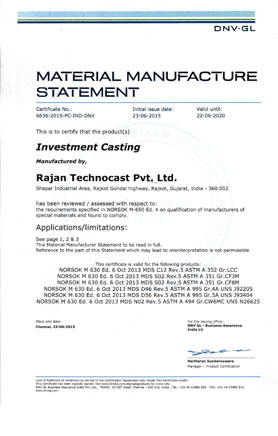 DNV·GL
MATERIAL MANUFACTURE
STATEMENT
Certificate No.: Initial issue date: Valid until:
6636-2015-PC-IND-DNV 23-06-2015 22-06-2020
This is to certify that the product(s)
Investment Casting
Manufactured by,
Rajan Technocast Pvt. Ltd.
Shapar Industrial Area, Rajkot Gondal highway, Rajkot, Gujarat, India - 360 002
has been reviewed / assessed with respect to:
the requirements specified in NORSOK M-650 Ed. 4 on qualification of manufacturers of
special materials and found to comply.
Applications/limitations:
See page 1, 2 & 3
This Material Manufacturer Statement to be read in full.
Reference to the part of this Statement which may lead to misinterpretation is not permissible
This certificate is valid for the following products:
NORSOK M 630 Ed. 6 Oct 2013 MDS C12 Rev.5 ASTM A 352 Gr.LCC
NORSOK M 630 Ed. 6 Oct 2013 MDS S02 Rev.5 ASTM A 351 Gr.CF3M
NORSOK M 630 Ed. 6 Oct 2013 MDS S02 Rev.5 ASTM A 351 Gr.CF8M
NORSOK M 630 Ed. 6 Oct 2013 MDS D46 Rev.5 ASTM A 995 Gr.4A UNS J92205
NORSOK M 630 Ed. 6 Oct 2013 MDS D56 Rev.5 ASTM A 995 Gr.5A UNS J93404
NORSOK M 630 Ed. 6 Oct 2013 MDS N02 Rev.5 ASTM A 494 Gr.CW6MC UNS N26625
Place and date: For the issuing office:
Chennai, 23-06-2015 DNV GL - Business Assurance
India Ltd
Hariharan Sundareswara
Manager - Product Certification